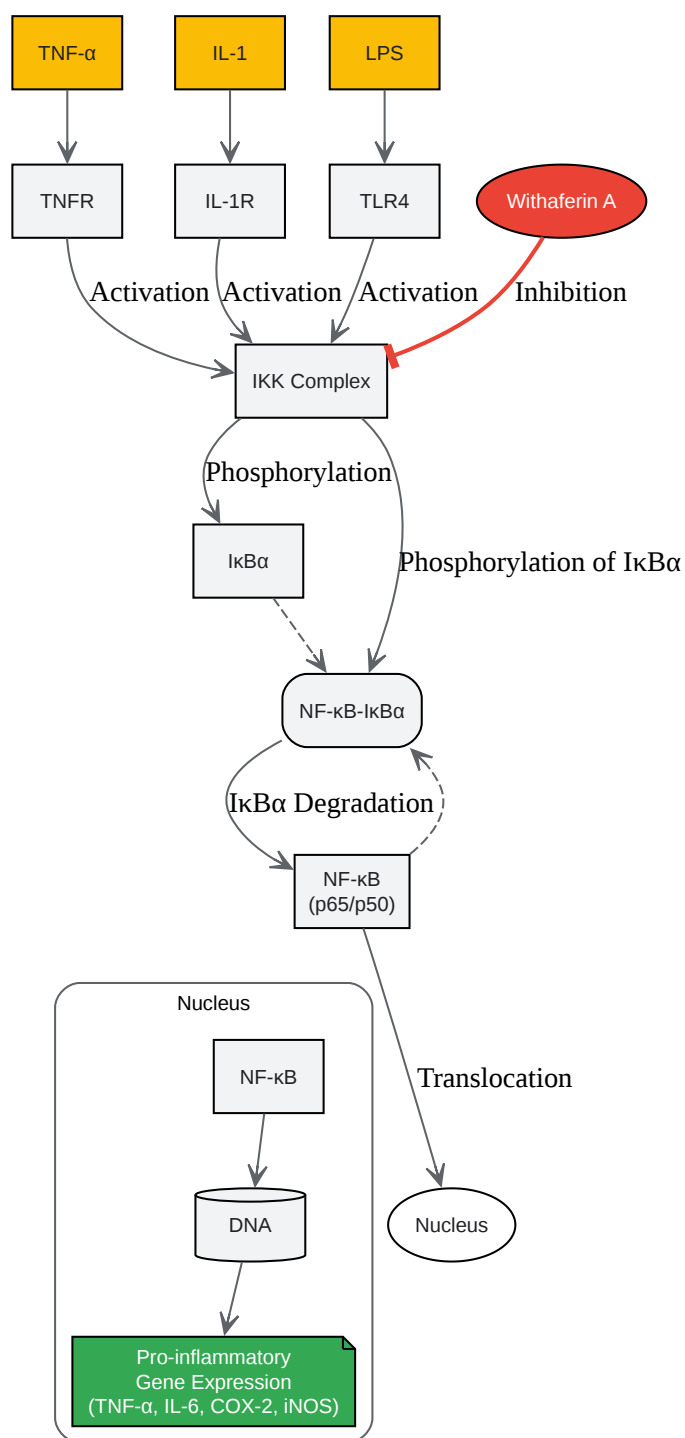 TNF-α
IL-1
LPS
TNFR
IL-1R
TLR4
Withaferin A
Activation
Activation
Activation
Inhibition
IKK Complex
Phosphorylation
IκBα
Phosphorylation of IκBα
NF-κB-IκBα
IκBα Degradation
NF-κB
(p65/p50)
Nucleus
NF-κB
Translocation
DNA
Nucleus
Pro-inflammatory
Gene Expression
(TNF-α, IL-6, COX-2, iNOS)